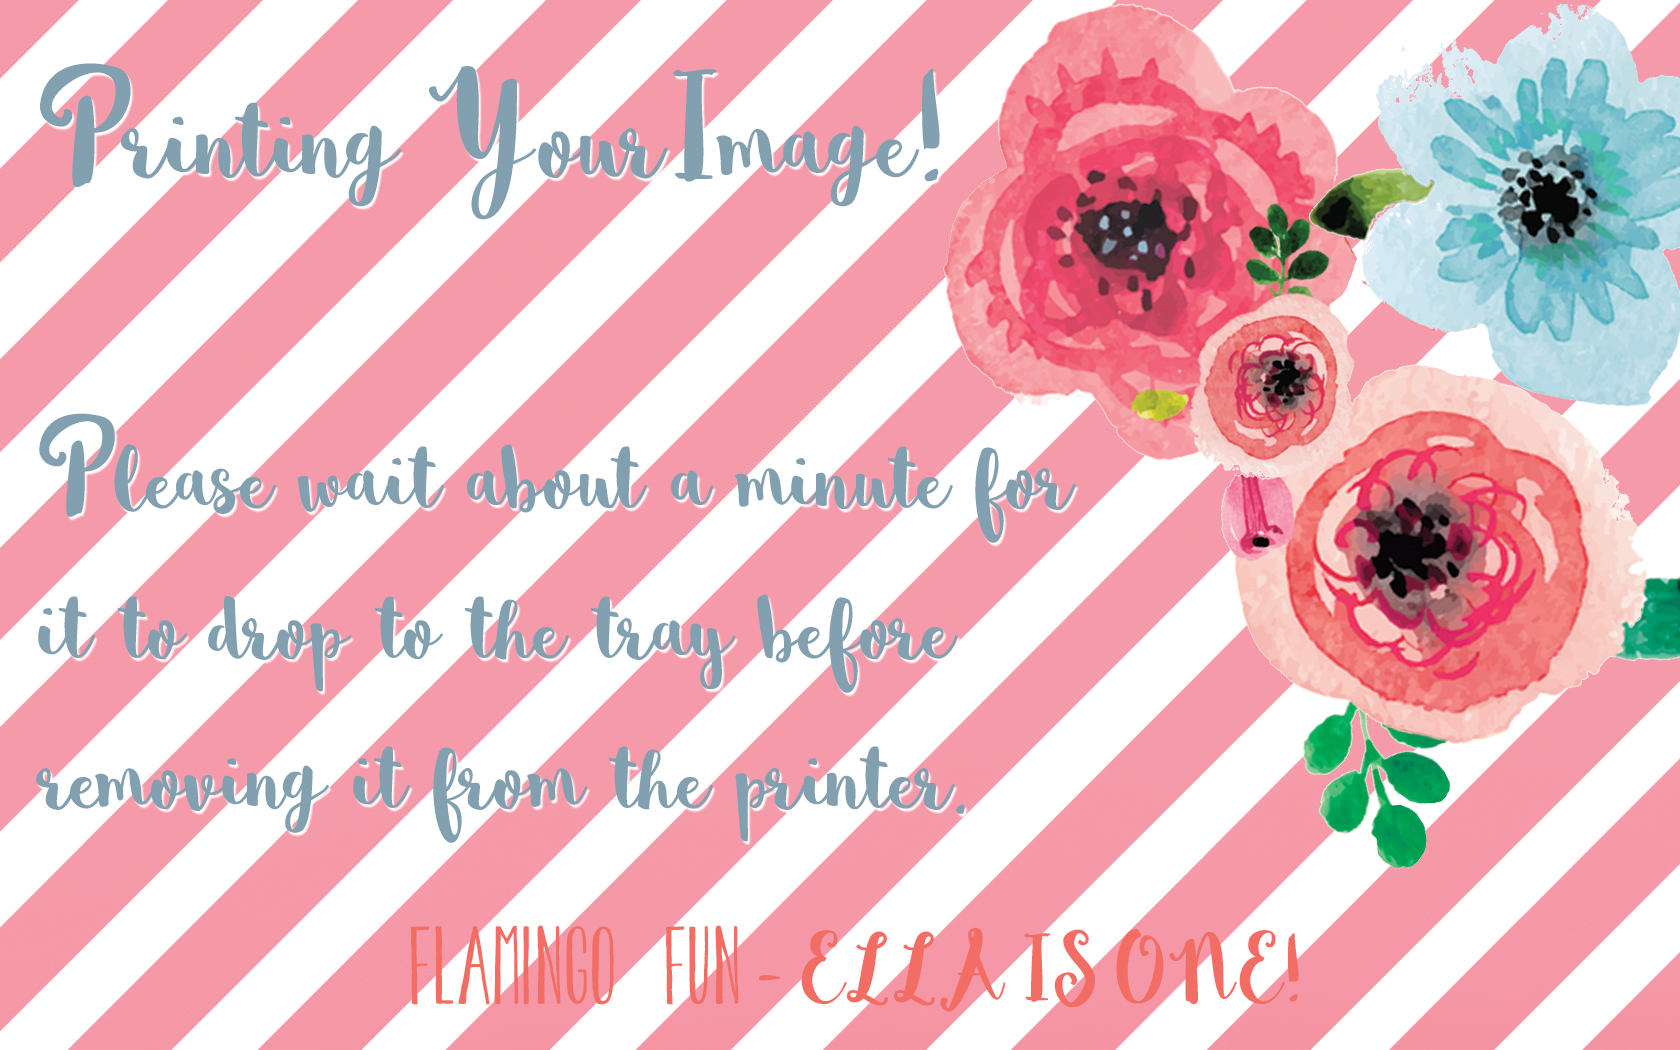 Printing Your Image!
Please wait about a minute for
it to drop to the tray before
removing it from the printer.
FLAMINGO FUN - ELLA IS ONE!